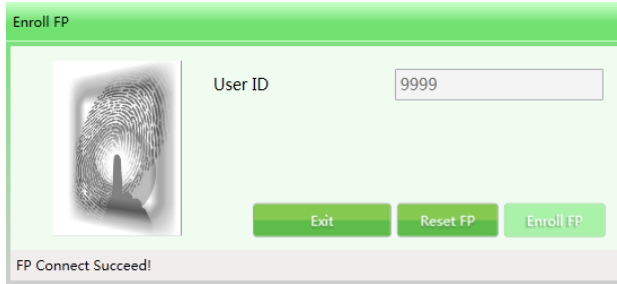 Enroll FP
User ID 9999
Exit Reset FP Enroll FP
FP Connect Succeed!